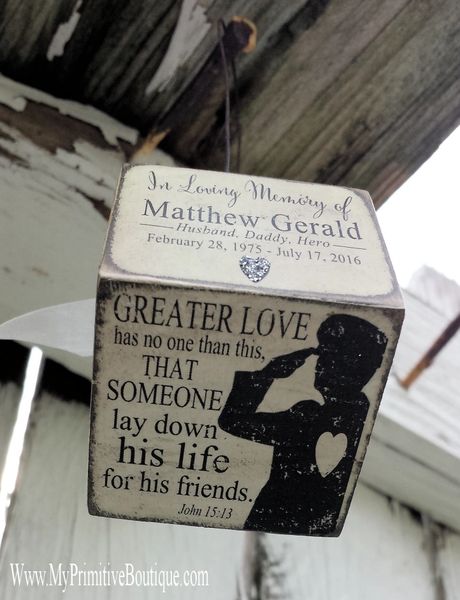 In Loving Memory of
Matthew Gerald
Husband, Daddy, Hero
February 28, 1975 - July 17, 2016
GREATER LOVE
has no one than this,
THAT
SOMEONE
lay down
his life
for his friends.
John 15:13
Www.MyPrimitiveBoutique.com